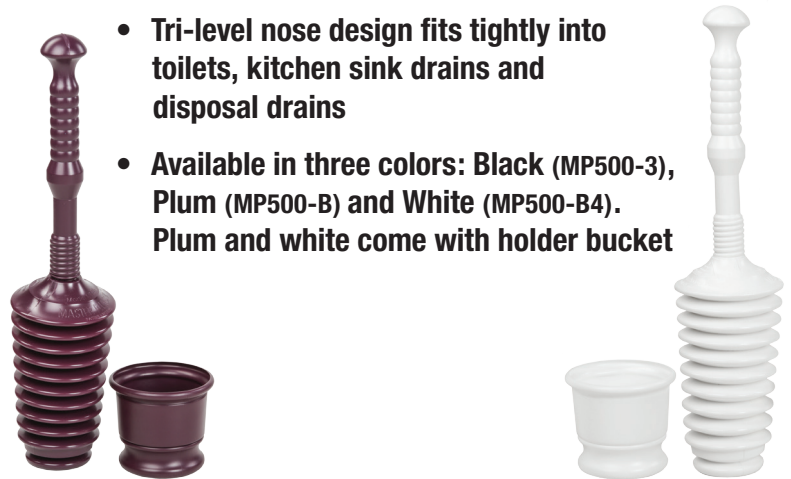 • Tri-level nose design fits tightly into
toilets, kitchen sink drains and
disposal drains
• Available in three colors: Black (MP500-3),
Plum (MP500-B) and White (MP500-B4).
Plum and white come with holder bucket